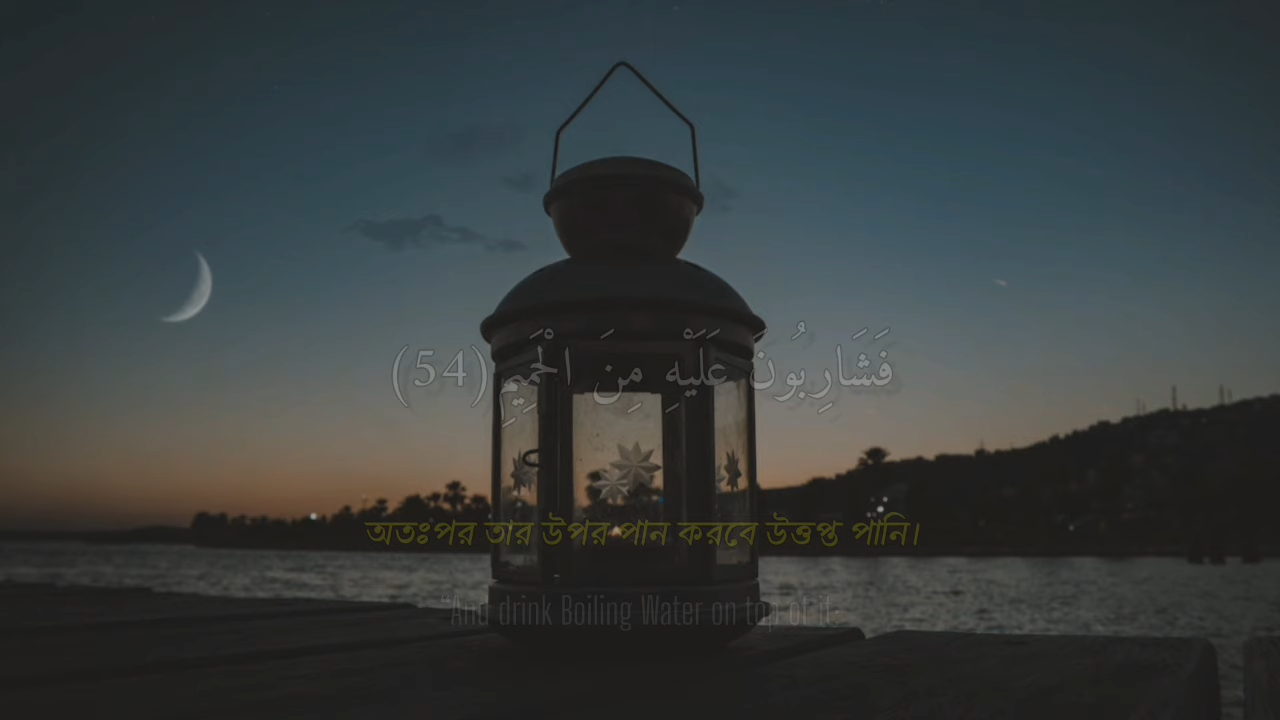 فَشَارِبُونَ عَلَيْهِ مِنَ الْحَمِيمِ (54)
অতঃপর তার উপর পান করবে উত্তপ্ত পানি।
“And drink Boiling Water on top of it.